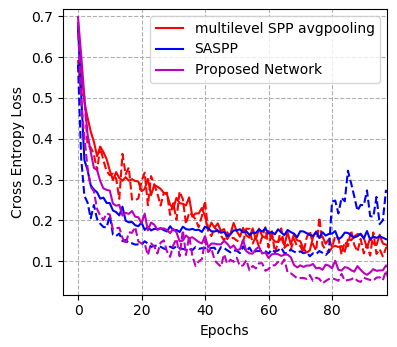 0.7
0.6
0.5
0.4
0.3
0.2
0.1
Cross Entropy Loss
multilevel SPP avgpooling
SASPP
Proposed Network
0 20 40 60 80
Epochs